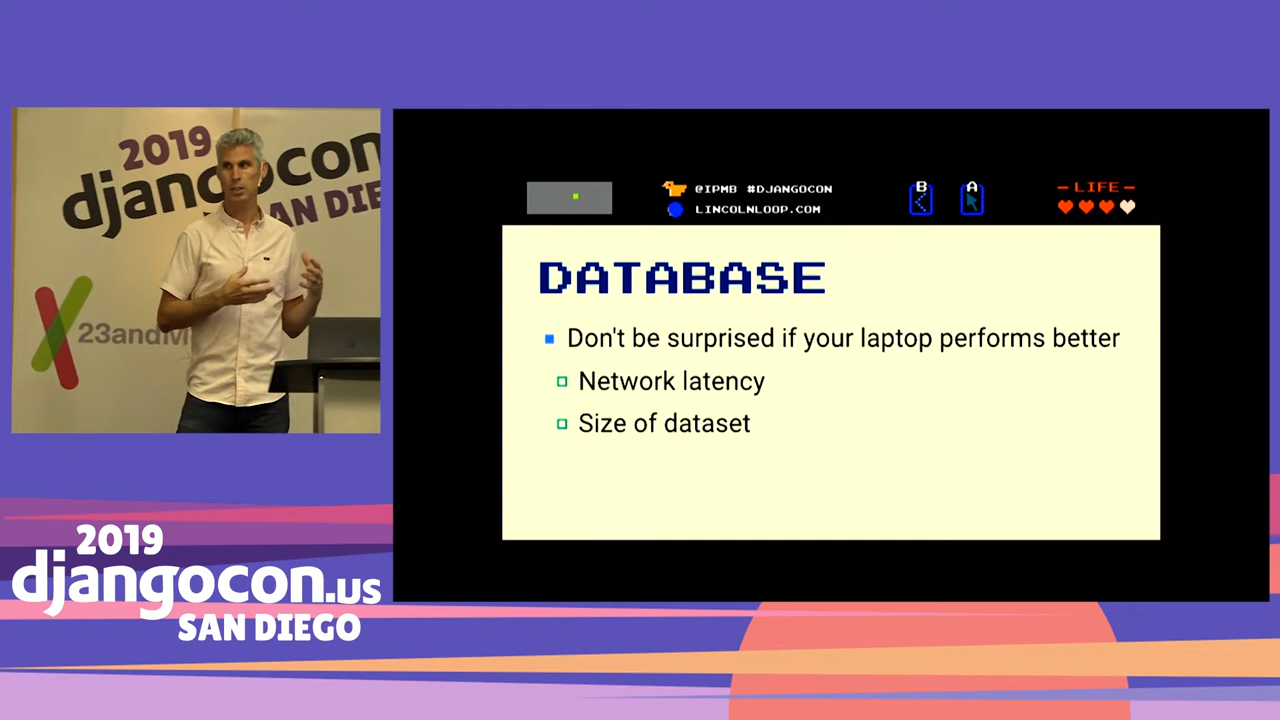 2019
djangocon
SAN DIE
23andM
@IPMB #DJANGOCON
LINCOLNLOOP.COM
B
A
-LIFE-
DATABASE
Don't be surprised if your laptop performs better
Network latency
Size of dataset
2019
djangocon.us
SAN DIEGO